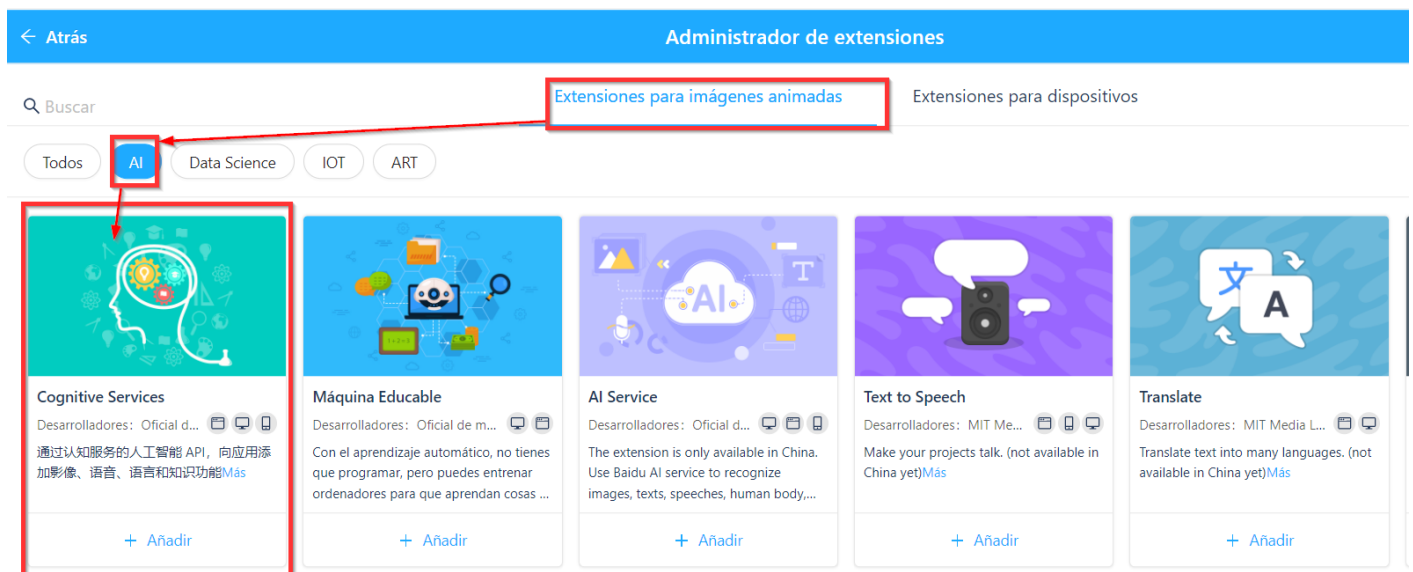 ← Atrás
Administrador de extensiones
Buscar
Extensiones para imágenes animadas
Extensiones para dispositivos
Todos
AI
Data Science
IOT
ART
Cognitive Services
Desarrolladores: Oficial d...
通过认知服务的人工智能 API，向应用添
加影像、语音、语言和知识功能Más
+ Añadir
Máquina Educable
Desarrolladores: Oficial de m...
Con el aprendizaje automático, no tienes
que programar, pero puedes entrenar
ordenadores para que aprendan cosas ...
+ Añadir
AI
T
AI Service
Desarrolladores: Oficial d...
The extension is only available in China.
Use Baidu AI service to recognize
images, texts, speeches, human body,...
+ Añadir
Text to Speech
Desarrolladores: MIT Me...
Make your projects talk. (not available in
China yet)Más
+ Añadir
文
A
Translate
Desarrolladores: MIT Media L...
Translate text into many languages. (not
available in China yet)Más
+ Añadir